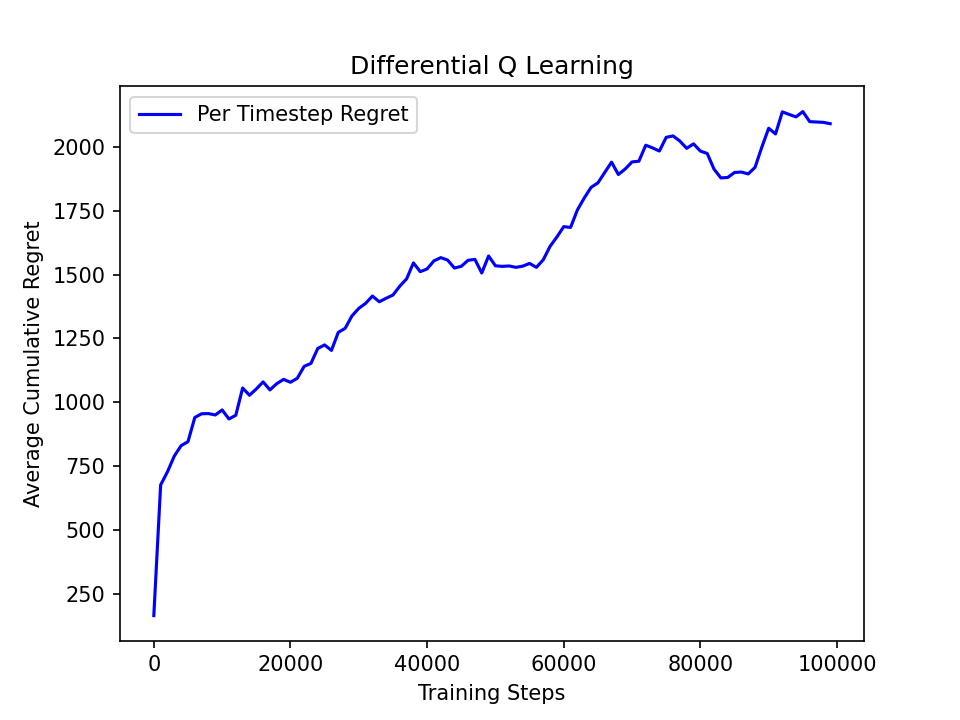 Differential Q Learning
Per Timestep Regret
Average Cumulative Regret
2000
1750
1500
1250
1000
750
500
250
0 20000 40000 60000 80000 100000
Training Steps